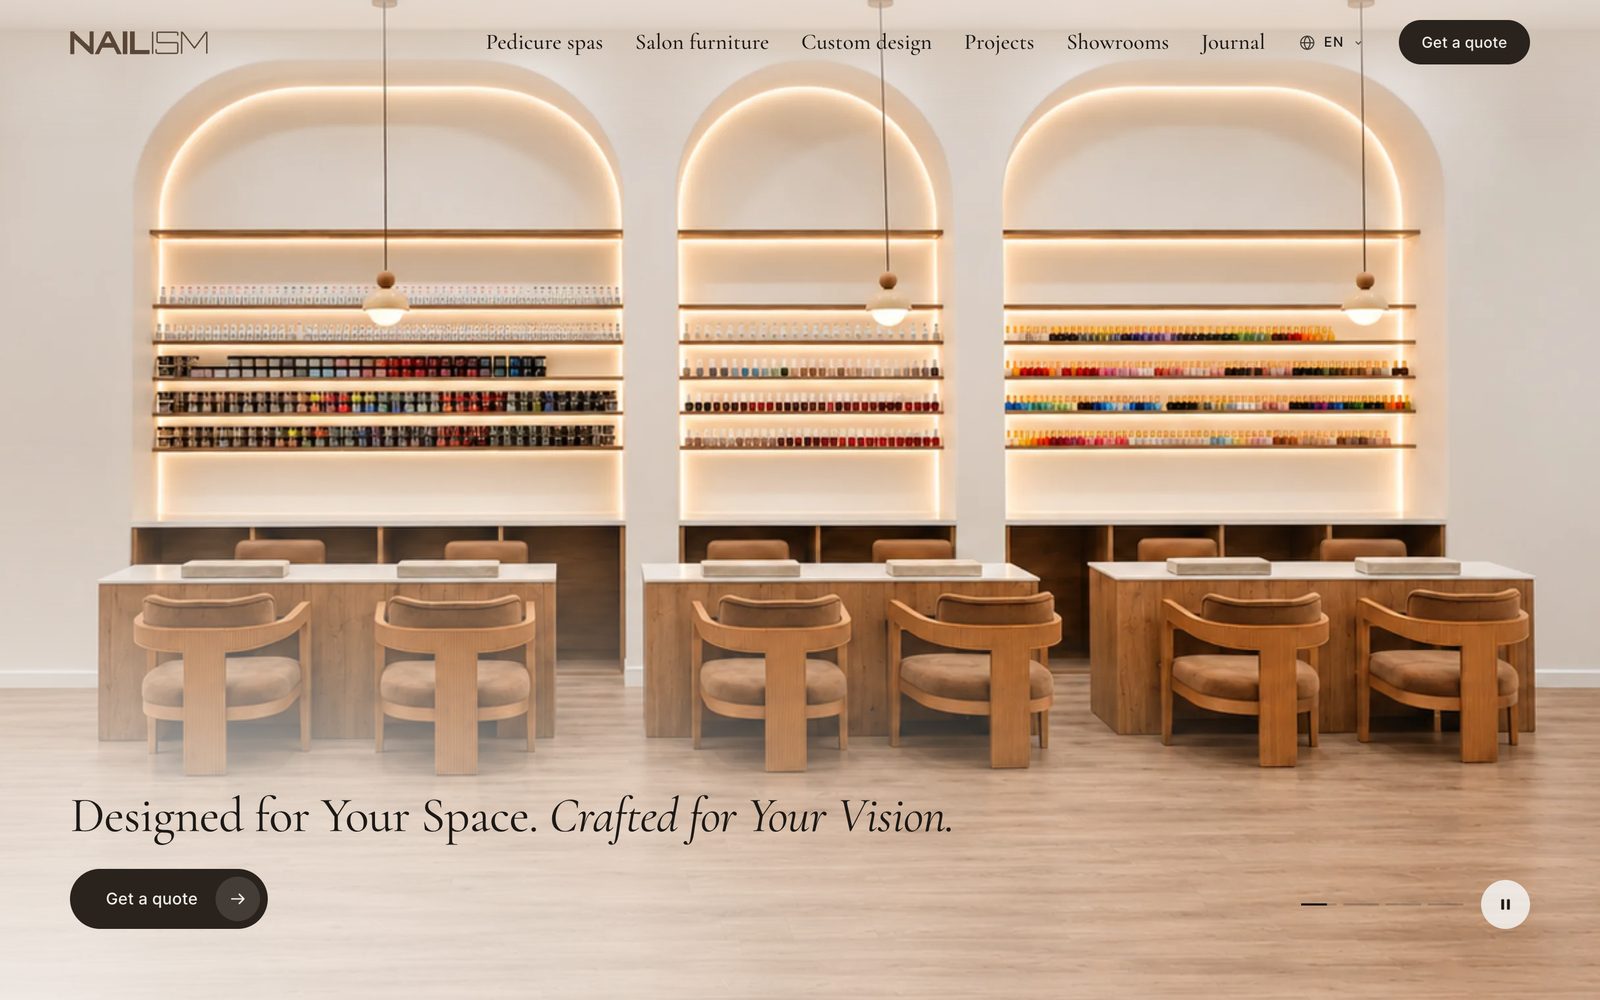 NAILISM
Pedicure spas
Salon furniture
Custom design
Projects
Showrooms
Journal
EN
Get a quote
Designed for Your Space. Crafted for Your Vision.
Get a quote